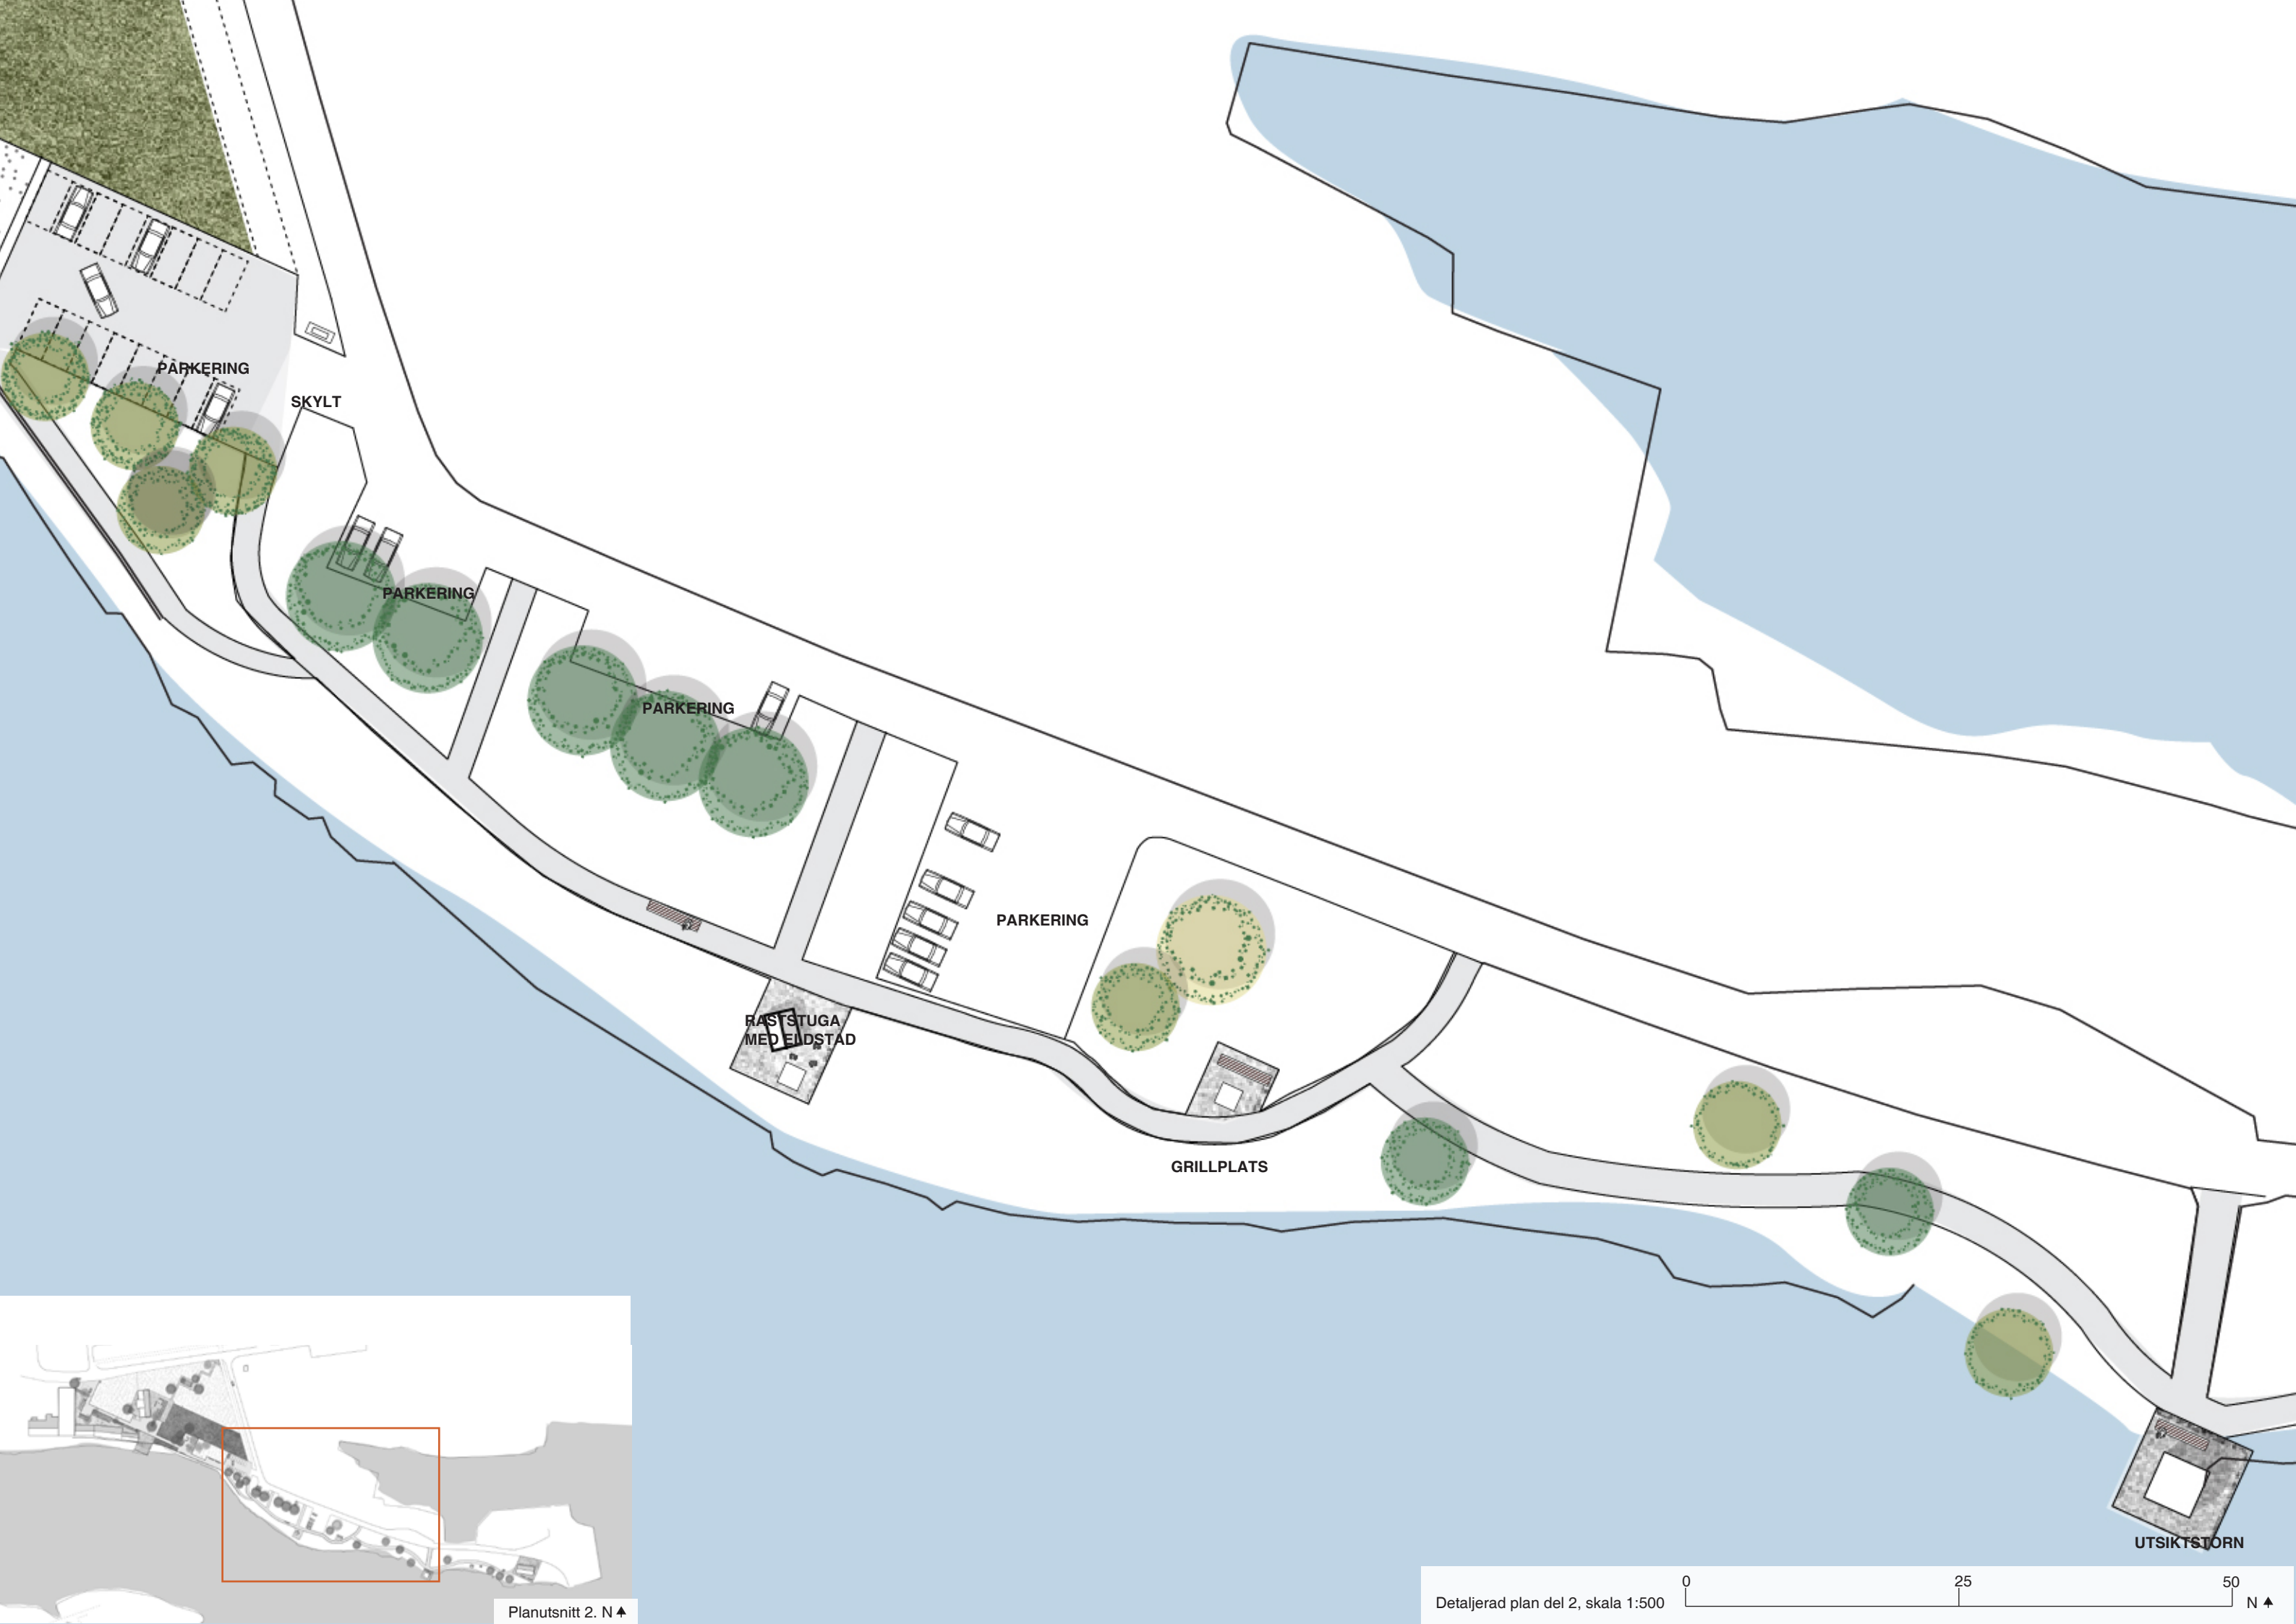 PARKERING
SKYLT
PARKERING
PARKERING
PARKERING
RASTSTUGA
MED ELDSTAD
GRILLPLATS
UTSIKTSTORN
Planutsnitt 2. N
Detaljerad plan del 2, skala 1:500
0 25 50
N